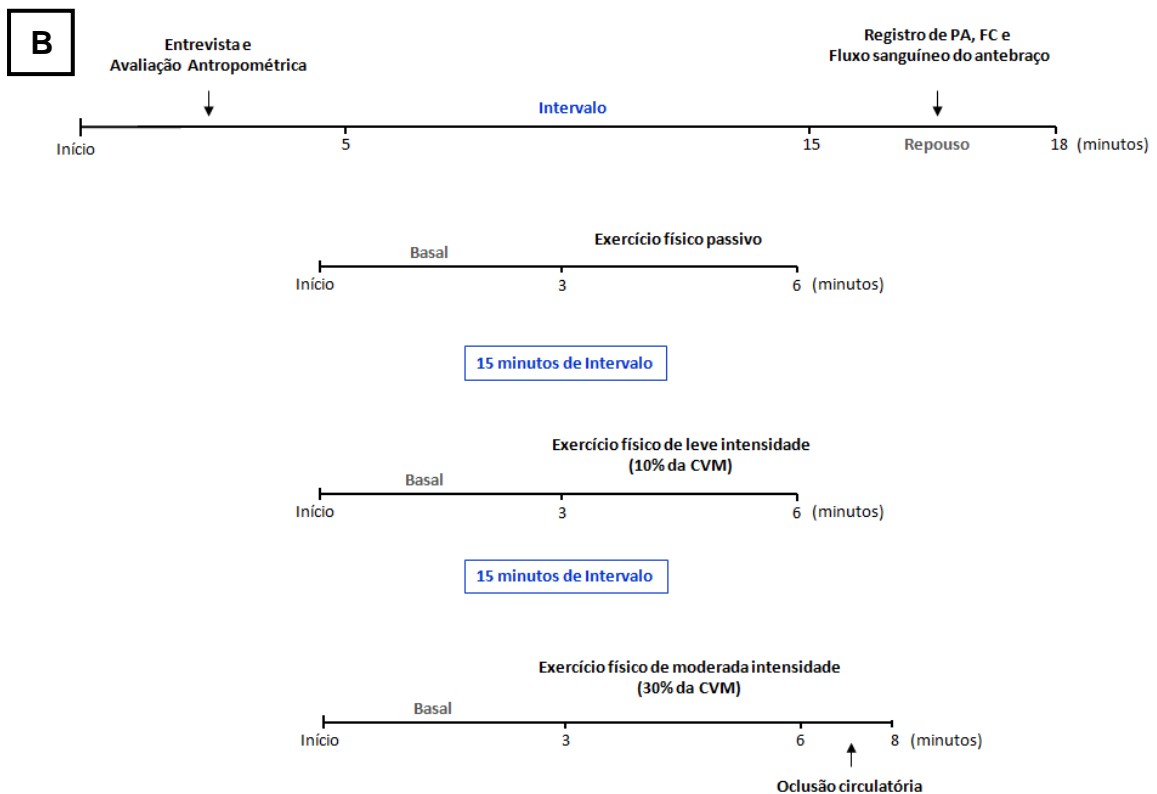 B
Entrevista e
Avaliação Antropométrica
Registro de PA, FC e
Fluxo sanguíneo do antebraço
Intervalo
Início
5
15
Repouso
18 (minutos)
Exercício físico passivo
Basal
Início
3
6 (minutos)
15 minutos de Intervalo
Exercício físico de leve intensidade
(10% da CVM)
Basal
Início
3
6 (minutos)
15 minutos de Intervalo
Exercício físico de moderada intensidade
(30% da CVM)
Basal
Início
3
6
8 (minutos)
Oclusão circulatória